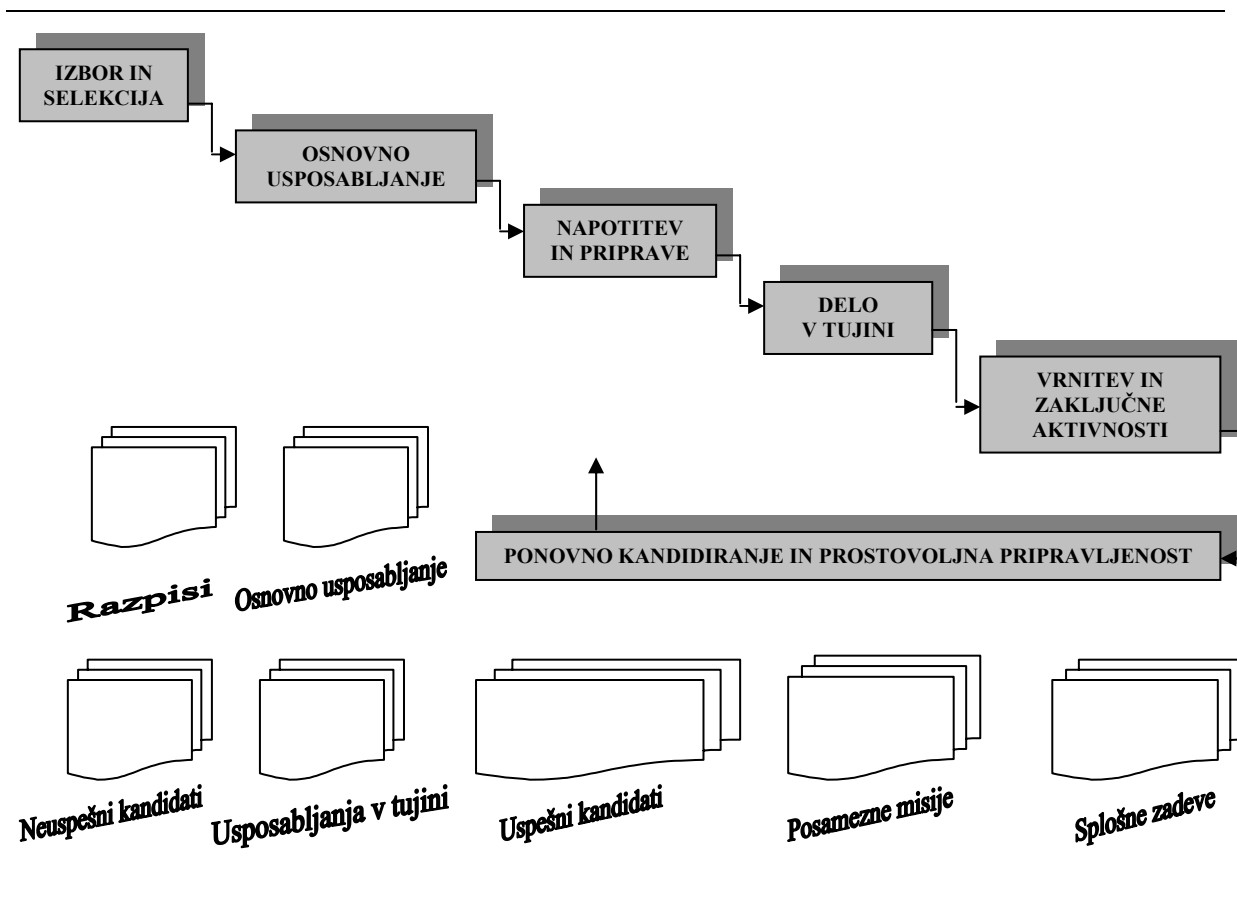 IZBOR IN
SELEKCIJA
OSNOVNO
USPOSABLJANJE
NAPOTITEV
IN PRIPRAVE
DELO
V TUJINI
VRNITEV IN
ZAKLJUČNE
AKTIVNOSTI
PONOVNO KANDIDIRANJE IN PROSTOVOLJNA PRIPRAVLJENOST
Razpisi
Osnovno usposabljanje
Neuspešni kandidati
Usposabljanja v tujini
Uspešni kandidati
Posamezne misije
Splošne zadeve